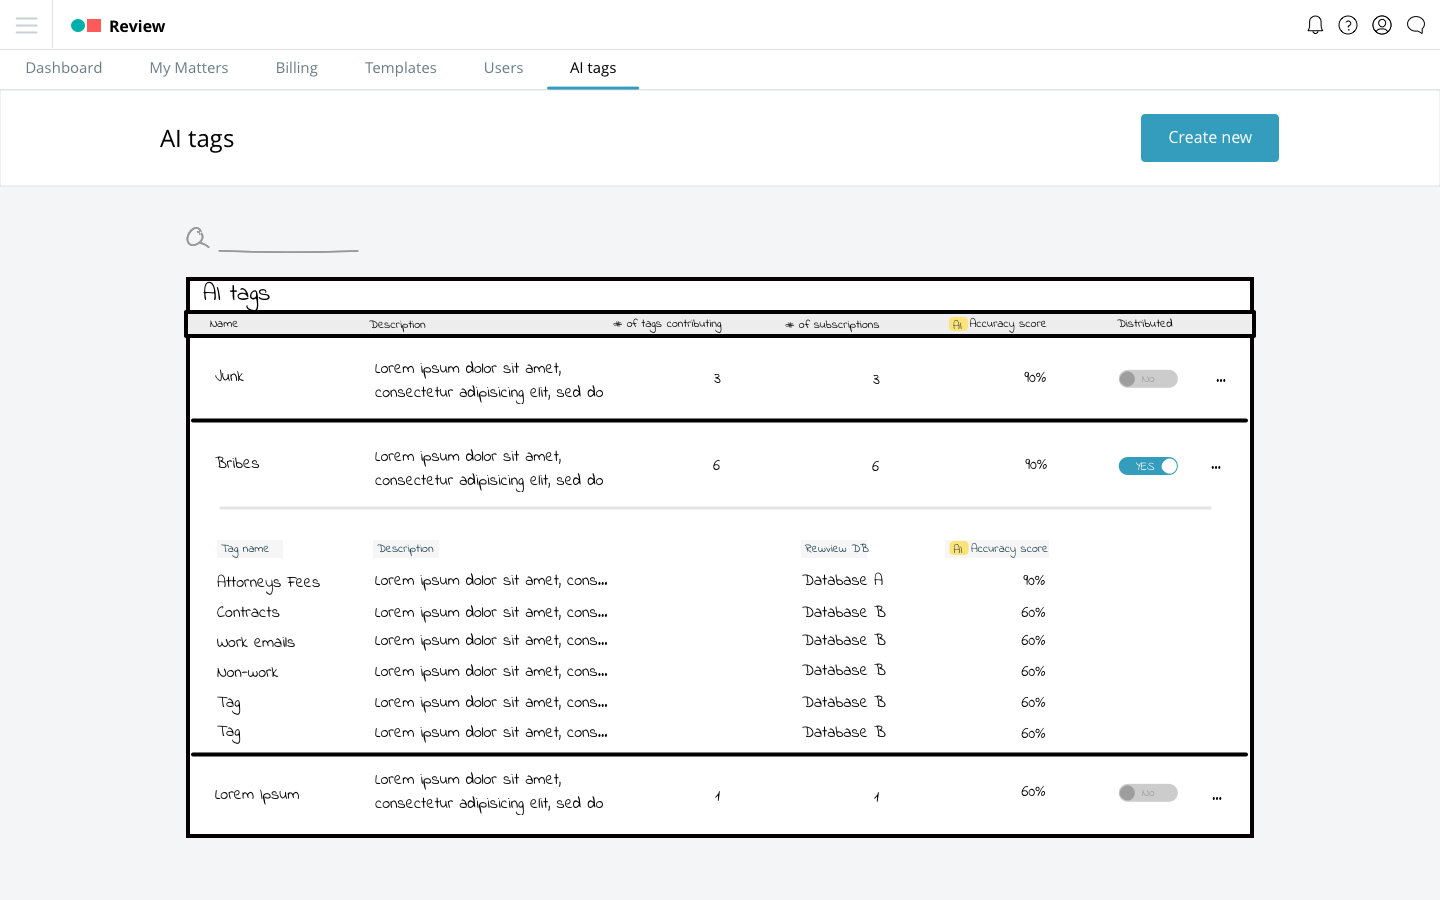 Review
Dashboard My Matters Billing Templates Users AI tags
AI tags Create new
AI tags
Name Description # of tags contributing # of subscriptions AI Accuracy score Distributed
Junk Lorem ipsum dolor sit amet, 3 3 90% No ...
consectetur adipisicing elit, sed do
Bribes Lorem ipsum dolor sit amet, 6 6 90% YES ...
consectetur adipisicing elit, sed do
Tag name Description Rewview DB AI Accuracy score
Attorneys Fees Lorem ipsum dolor sit amet, cons... Database A 90%
Contracts Lorem ipsum dolor sit amet, cons... Database B 60%
Work emails Lorem ipsum dolor sit amet, cons... Database B 60%
Non-work Lorem ipsum dolor sit amet, cons... Database B 60%
Tag Lorem ipsum dolor sit amet, cons... Database B 60%
Tag Lorem ipsum dolor sit amet, cons... Database B 60%
Lorem Ipsum Lorem ipsum dolor sit amet, 1 1 60% No ...
consectetur adipisicing elit, sed do